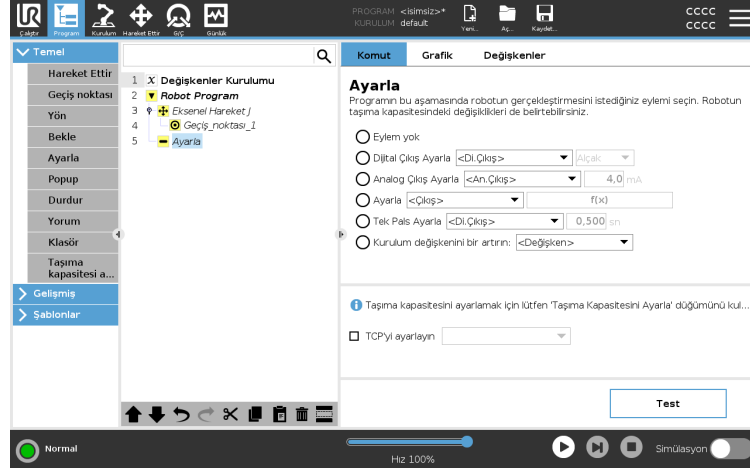 UR
Çalıştır
Program
Kurulum
Hareket Ettir
G/Ç
Günlük
PROGRAM <isimsiz>*
KURULUM default
Yeni...
Aç...
Kaydet...
CCCC
CCCC
Temel
Hareket Ettir
Geçiş noktası
Yön
Bekle
Ayarla
Popup
Durdur
Yorum
Klasör
Taşıma
kapasitesi a...
Gelişmiş
Şablonlar
1 X Değişkenler Kurulumu
2 Robot Program
3 Eksenel Hareket J
4 Geçiş_noktası_1
5 Ayarla
Komut Grafik Değişkenler
Ayarla
Programın bu aşamasında robotun gerçekleştirmesini istediğiniz eylemi seçin. Robotun
taşıma kapasitesindeki değişiklikleri de belirtebilirsiniz.
Eylem yok
Dijital Çıkış Ayarla <Di.Çıkış> Alçak
Analog Çıkış Ayarla <An.Çıkış> 4,0 mA
Ayarla <Çıkış> f(x)
Tek Pals Ayarla <Di.Çıkış> 0,500 sn
Kurulum değişkenini bir artırın: <Değişken>
Taşıma kapasitesini ayarlamak için lütfen 'Taşıma Kapasitesini Ayarla' düğümünü kul...
TCP'yi ayarlayın
Test
Normal
Hız 100%
Simülasyon